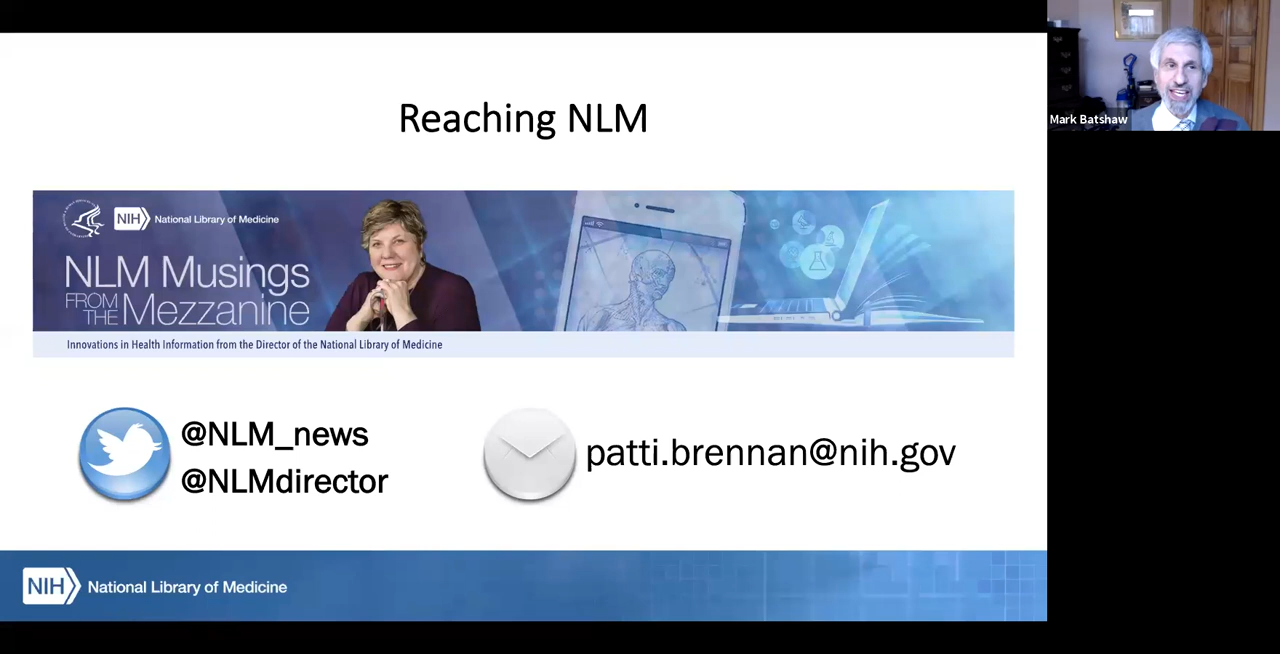 Reaching NLM
NIH National Library of Medicine
NLM Musings
FROM THE Mezzanine
Innovations in Health Information from the Director of the National Library of Medicine
@NLM_news
@NLMdirector
patti.brennan@nih.gov
NIH National Library of Medicine
Mark Batshaw